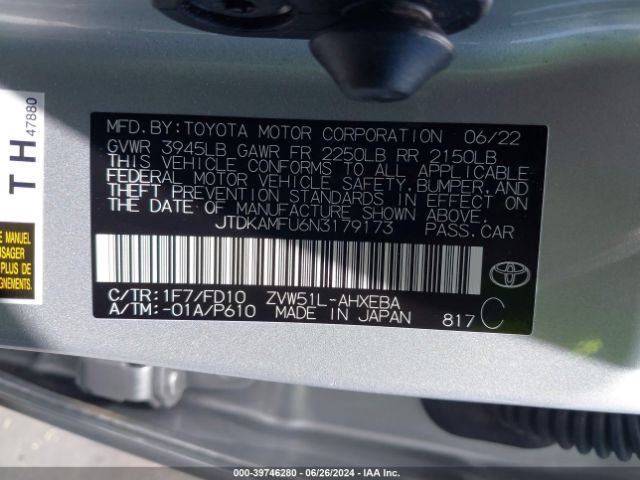 TH
47880
MFD. BY: TOYOTA MOTOR CORPORATION 06/22
GVWR 3945LB GAWR FR 2250LB RR 2150LB
THIS VEHICLE CONFORMS TO ALL APPLICABLE
FEDERAL MOTOR VEHICLE SAFETY, BUMPER, AND
THEFT PREVENTION STANDARDS IN EFFECT ON
THE DATE OF MANUFACTURE SHOWN ABOVE.
JTDKAMFU6N3179173 PASS. CAR
C/TR: 1F7/FD10 ZVW51L-AHXEBA
A/TM: -01A/P610 MADE IN JAPAN 817 C
Manuel
A PLUS DE
IGNEMENTS.
000-39746280 - 06/26/2024 - IAA Inc.